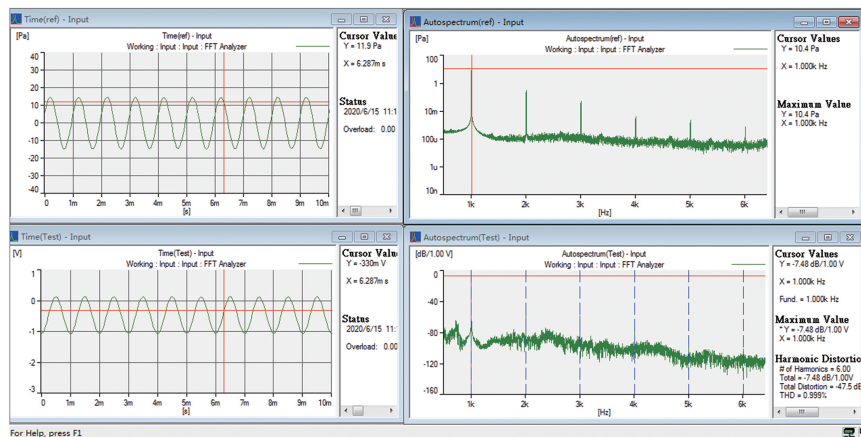 Time(ref) - Input
Time(ref) - Input
Working : Input : Input : FFT Analyzer
[Pa]
40
30
20
10
0
-10
-20
-30
-40
0 1m 2m 3m 4m 5m 6m 7m 8m 9m 10m
[s]
Cursor Value
Y = 11.9 Pa
X = 6.287m s
Status
2020/6/15 11:1
Overload: 0.00
Autospectrum(ref) - Input
Autospectrum(ref) - Input
Working : Input : Input : FFT Analyzer
[Pa]
100
1
10m
100u
1u
10n
1k 2k 3k 4k 5k 6k
[Hz]
Cursor Values
Y = 10.4 Pa
X = 1.000k Hz
Maximum Value
Y = 10.4 Pa
X = 1.000k Hz
Time(Test) - Input
Time(Test) - Input
Working : Input : Input : FFT Analyzer
[V]
1
0
-1
-2
-3
0 1m 2m 3m 4m 5m 6m 7m 8m 9m 10m
[s]
Cursor Valu
Y = -330m V
X = 6.287m s
Status
2020/6/15 11:
Overload: 0.00
Autospectrum(Test) - Input
Autospectrum(Test) - Input
Working : Input : Input : FFT Analyzer
[dB/1.00 V]
0
-40
-80
-120
-160
1k 2k 3k 4k 5k 6k
[Hz]
Cursor Values
Y = -7.48 dB/1.00 V
X = 1.000k Hz
Fund. = 1.000k Hz
Maximum Value
* Y = -7.48 dB/1.00 V
X = 1.000k Hz
Harmonic Distortio
# of Harmonics = 6.00
Total = -7.48 dB/1.00V
Total Distortion = -47.5 dB
THD = 0.999%
For Help, press F1